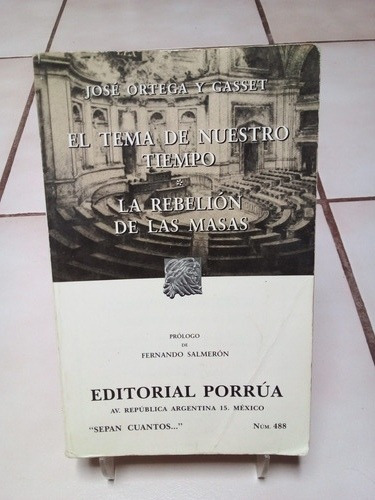 JOSÉ ORTEGA Y GASSET
EL TEMA DE NUESTRO
TIEMPO
*
LA REBELIÓN
DE LAS MASAS
PRÓLOGO
DE
FERNANDO SALMERÓN
EDITORIAL PORRÚA
AV. REPÚBLICA ARGENTINA 15. MÉXICO
"SEPAN CUANTOS..." NÚM. 488